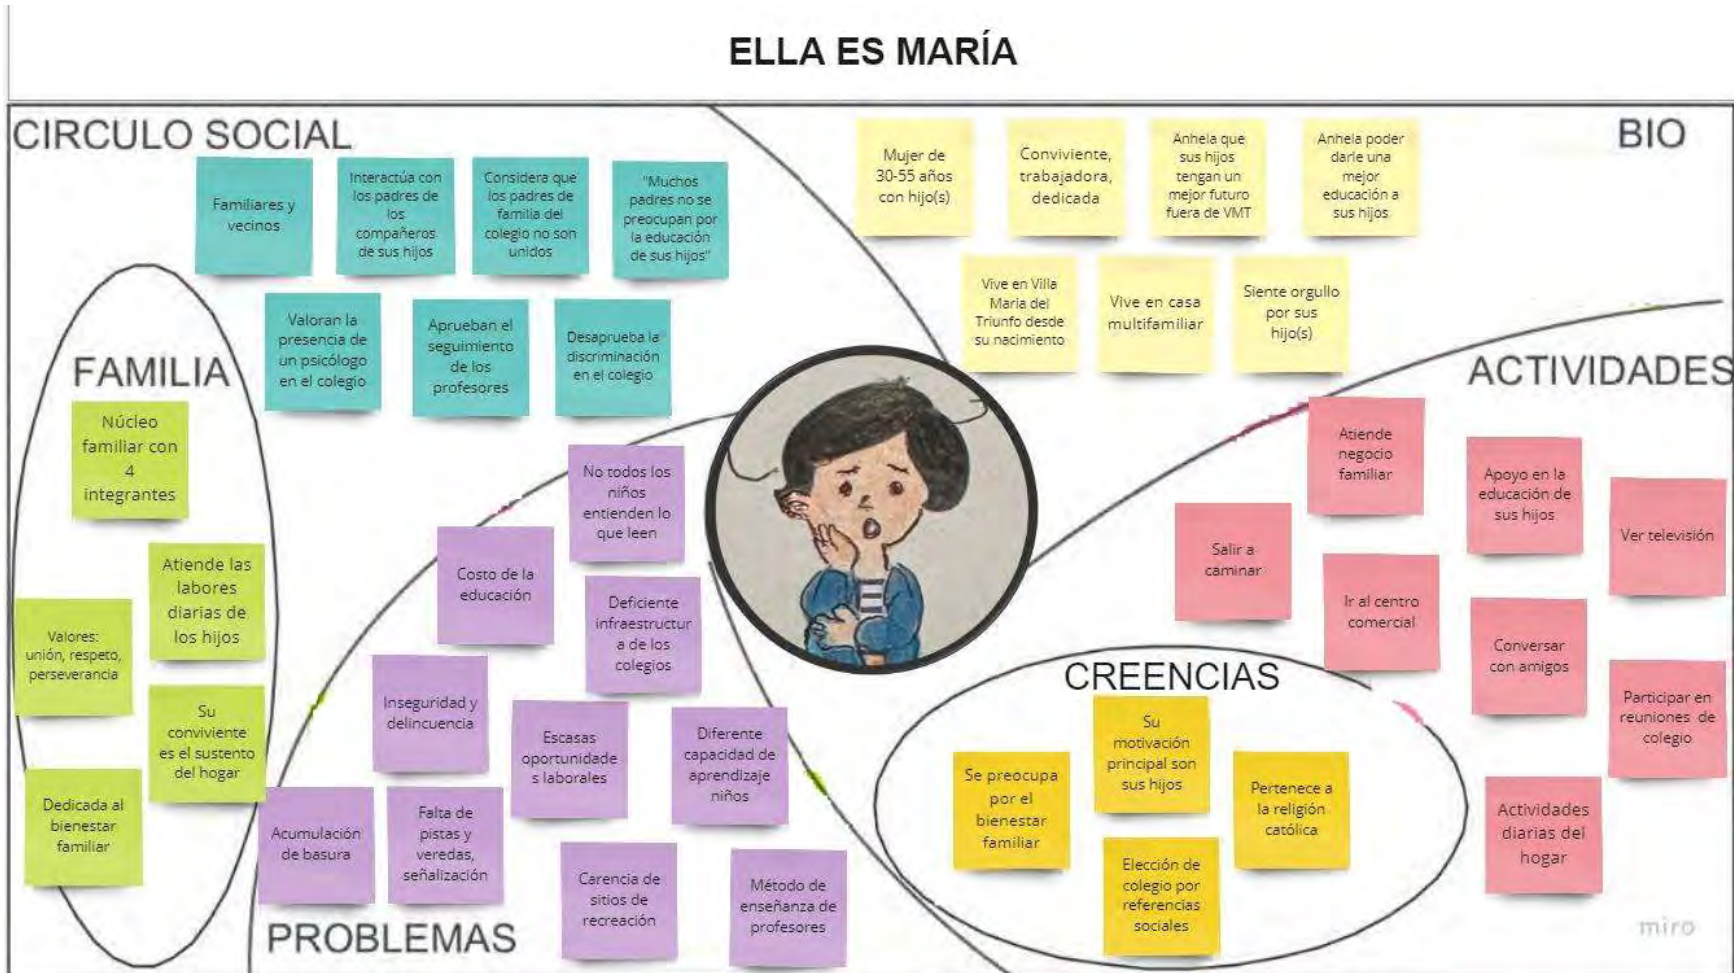 ELLA ES MARÍA
CIRCULO SOCIAL
Familiares y
vecinos
Interactúa con
los padres de
los
compañeros
de sus hijos
Considera que
los padres de
familia del
colegio no son
unidos
"Muchos
padres no se
preocupan por
la educación
de sus hijos"
Valoran la
presencia de
un psicólogo
en el colegio
Aprueban el
seguimiento
de los
profesores
Desaprueba la
discriminación
en el colegio
BIO
Mujer de
30-55 años
con hijo(s)
Conviviente,
trabajadora,
dedicada
Anhela que
sus hijos
tengan un
mejor futuro
fuera de VMT
Anhela poder
darle una
mejor
educación a
sus hijos
Vive en Villa
Maria del
Triunfo desde
su nacimiento
Vive en casa
multifamiliar
Siente orgullo
por sus
hijo(s)
FAMILIA
Núcleo
familiar con
4
integrantes
Atiende las
labores
diarias de
los hijos
Valores:
unión, respeto,
perseverancia
Su
conviviente
es el sustento
del hogar
Dedicada al
bienestar
familiar
No todos los
niños
entienden lo
que leen
Costo de la
educación
Deficiente
infraestructur
a de los
colegios
Inseguridad y
delincuencia
Escasas
oportunidade
s laborales
Diferente
capacidad de
aprendizaje
niños
Acumulación
de basura
Falta de
pistas y
veredas,
señalización
Carencia de
sitios de
recreación
Método de
enseñanza de
profesores
PROBLEMAS
ACTIVIDADES
Atiende
negocio
familiar
Apoyo en la
educación de
sus hijos
Ver televisión
Salir a
caminar
Ir al centro
comercial
Conversar
con amigos
Participar en
reuniones de
colegio
Actividades
diarias del
hogar
CREENCIAS
Su
motivación
principal son
sus hijos
Se preocupa
por el
bienestar
familiar
Pertenece a
la religión
católica
Elección de
colegio por
referencias
sociales
miro